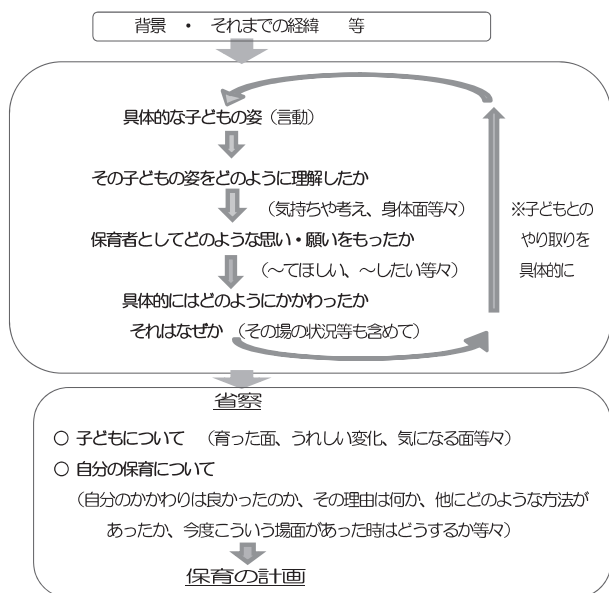 背景 ・ それまでの経緯 等
具体的な子どもの姿（言動）
その子どもの姿をどのように理解したか
（気持ちや考え、身体面等々）
※子どもとの
保育者としてどのような思い・願いをもったか
やり取りを
（～てほしい、～したい等々）
具体的に
具体的にはどのようにかかわったか
それはなぜか（その場の状況等も含めて）
省察
○ 子どもについて （育った面、うれしい変化、気になる面等々）
○ 自分の保育について
（自分のかかわりは良かったのか、その理由は何か、他にどのような方法が
あったか、今度こういう場面があった時はどうするか等々）
保育の計画